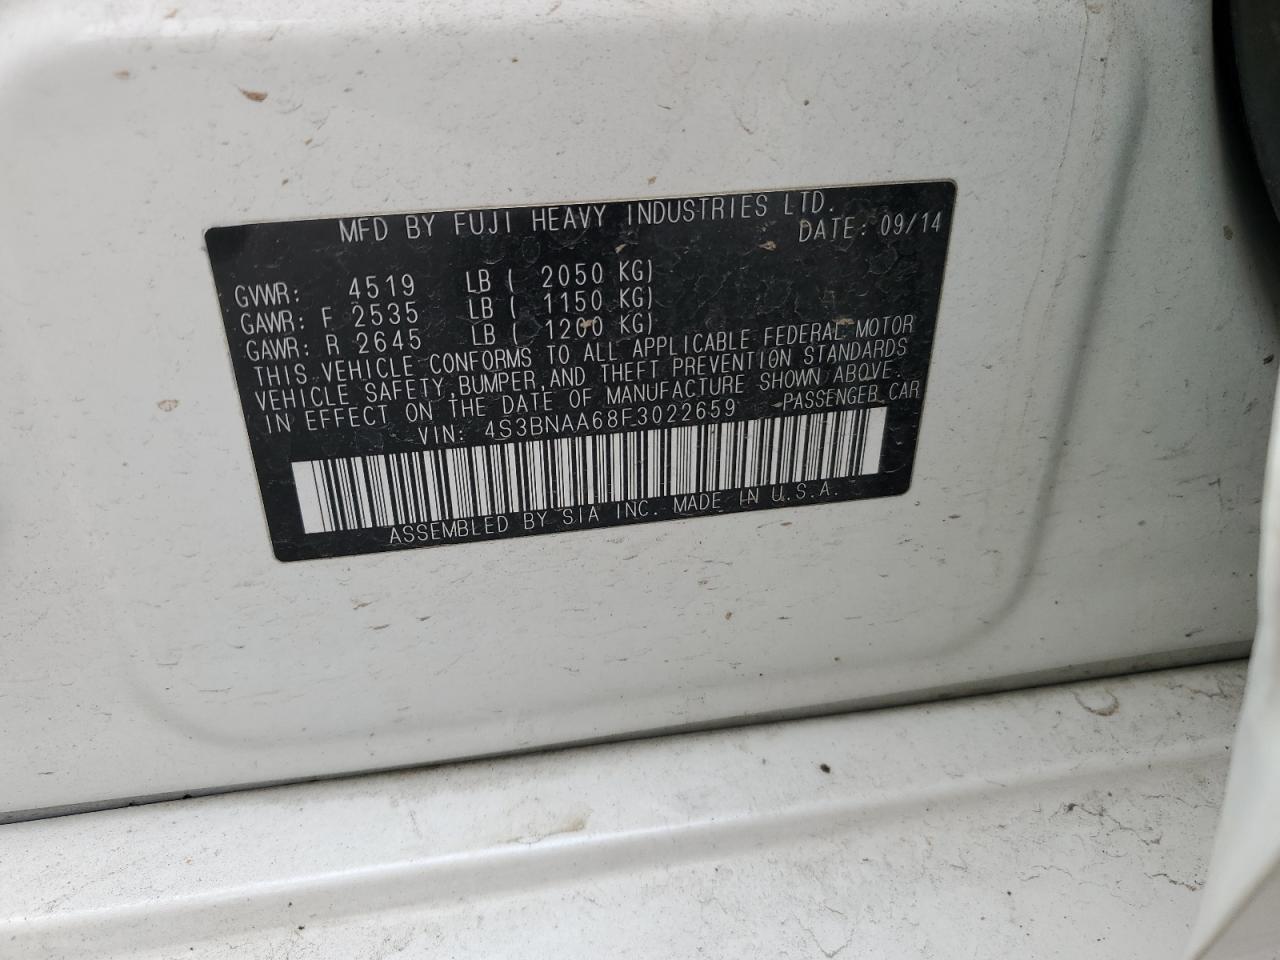 MFD BY FUJI HEAVY INDUSTRIES LTD.
DATE: 09/14
GVWR: 4519 LB ( 2050 KG)
GAWR: F 2535 LB ( 1150 KG)
GAWR: R 2645 LB ( 1200 KG)
THIS VEHICLE CONFORMS TO ALL APPLICABLE FEDERAL MOTOR
VEHICLE SAFETY, BUMPER, AND THEFT PREVENTION STANDARDS
IN EFFECT ON THE DATE OF MANUFACTURE SHOWN ABOVE.
VIN: 4S3BNAA68F3022659 PASSENGER CAR
ASSEMBLED BY SIA INC. MADE IN U.S.A.